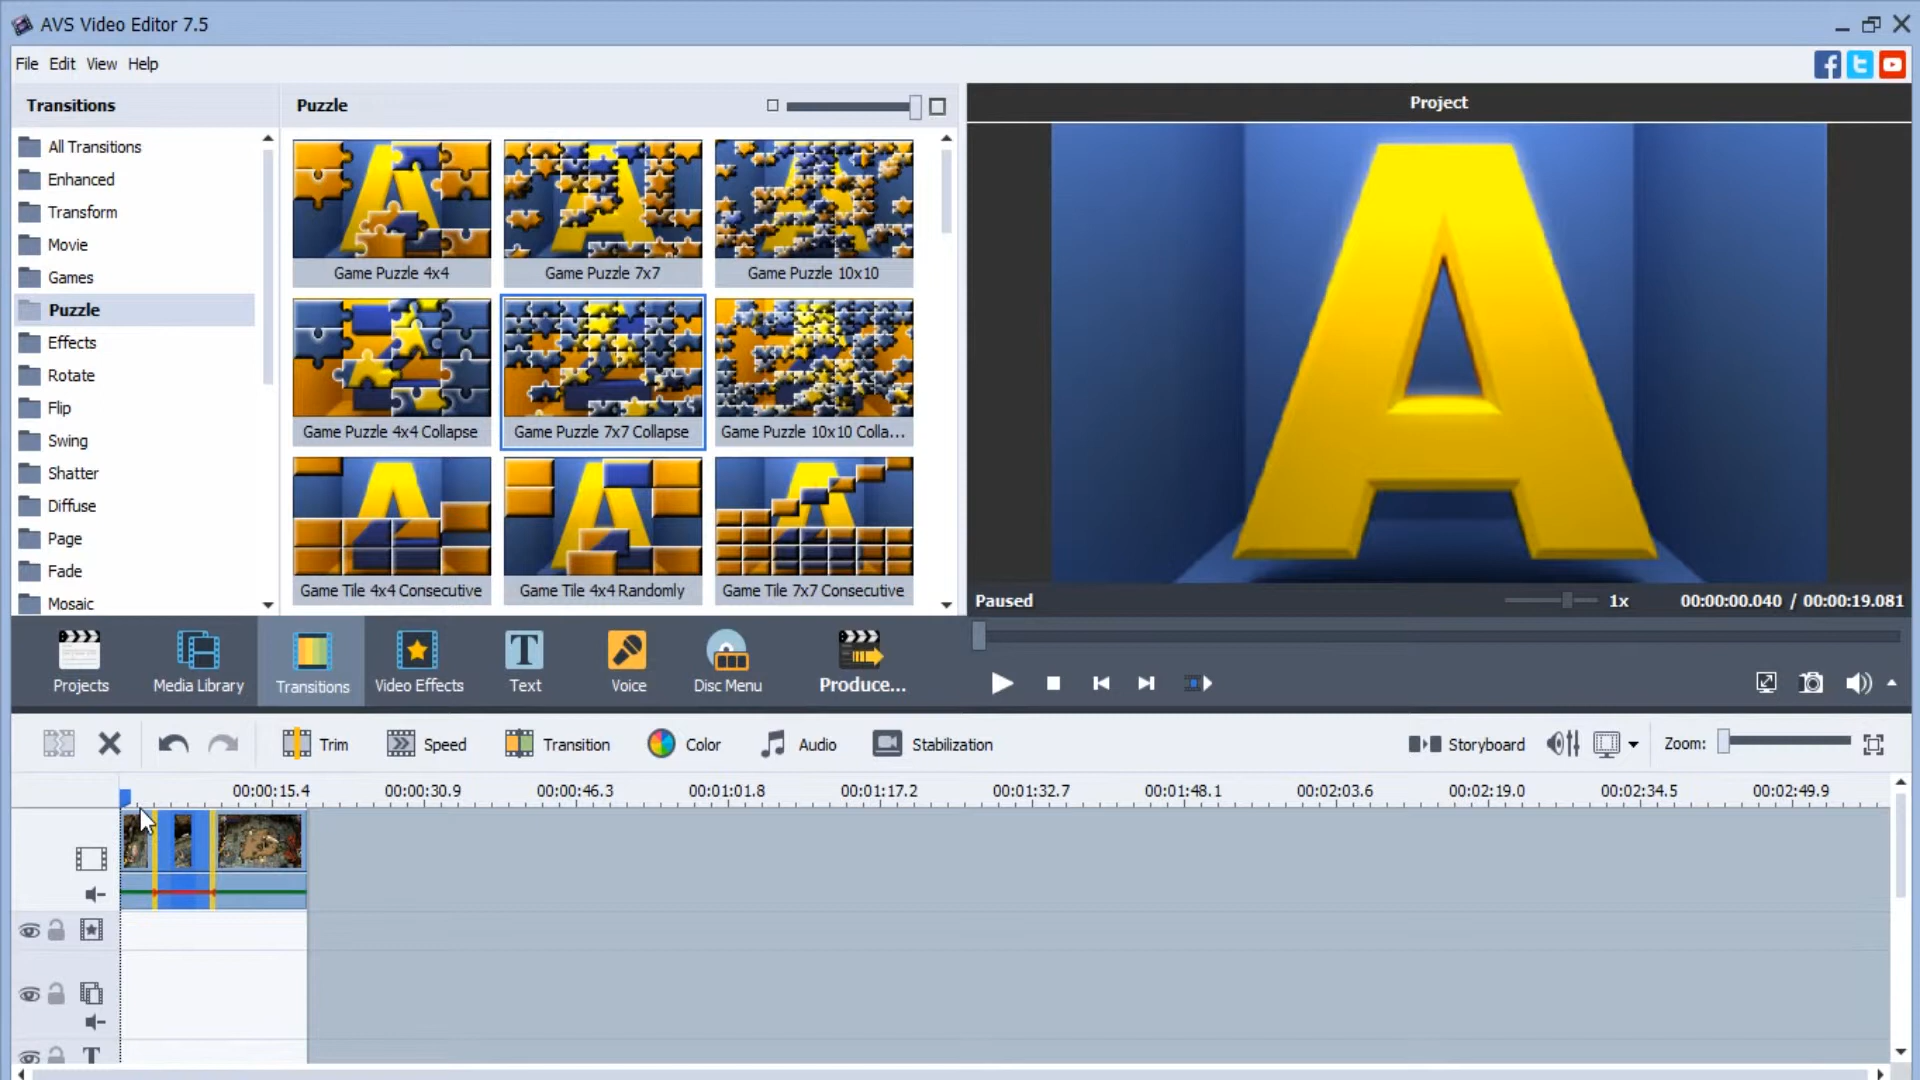 AVS Video Editor 7.5
File Edit View Help
Transitions
Puzzle
Project
All Transitions
Enhanced
Transform
Movie
Games
Puzzle
Effects
Rotate
Flip
Swing
Shatter
Diffuse
Page
Fade
Mosaic
Game Puzzle 4x4
Game Puzzle 7x7
Game Puzzle 10x10
Game Puzzle 4x4 Collapse
Game Puzzle 7x7 Collapse
Game Puzzle 10x10 Colla...
Game Tile 4x4 Consecutive
Game Tile 4x4 Randomly
Game Tile 7x7 Consecutive
A
Paused
1x
00:00:00.040 / 00:00:19.081
Projects
Media Library
Transitions
Video Effects
Text
Voice
Disc Menu
Produce...
Trim
Speed
Transition
Color
Audio
Stabilization
Storyboard
Zoom:
00:00:15.4 00:00:30.9 00:00:46.3 00:01:01.8 00:01:17.2 00:01:32.7 00:01:48.1 00:02:03.6 00:02:19.0 00:02:34.5 00:02:49.9